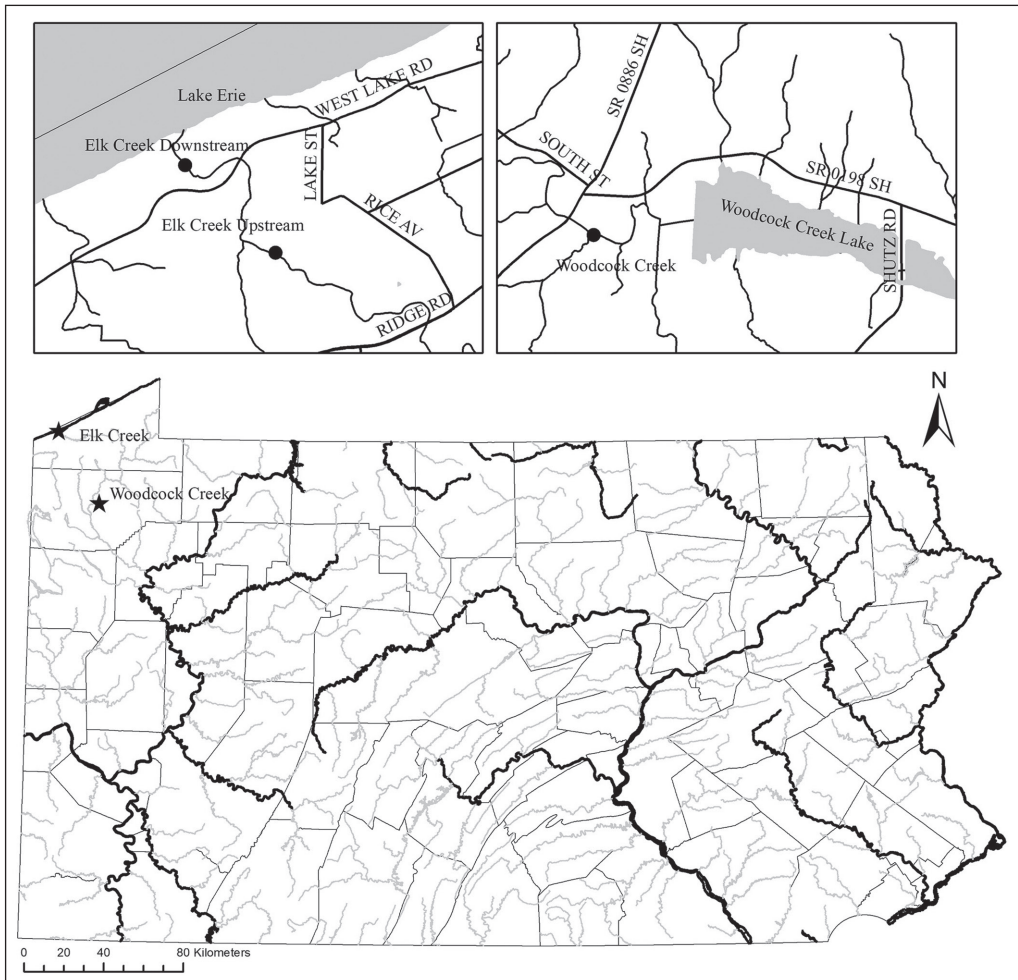 Lake Erie
WEST LAKE RD
Elk Creek Downstream
LAKE ST
RICE AV
Elk Creek Upstream
RIDGE RD
SR 0886 SH
SOUTH ST
SR 0198 SH
Woodcock Creek Lake
SHUTZ RD
Woodcock Creek
N
Elk Creek
Woodcock Creek
0 20 40 80 Kilometers